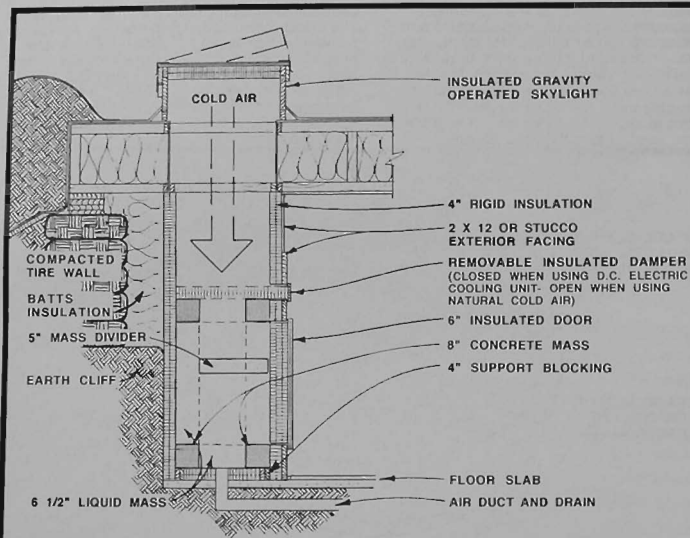 COLD AIR
INSULATED GRAVITY
OPERATED SKYLIGHT
4" RIGID INSULATION
2 X 12 OR STUCCO
EXTERIOR FACING
REMOVABLE INSULATED DAMPER
(CLOSED WHEN USING D.C. ELECTRIC
COOLING UNIT- OPEN WHEN USING
NATURAL COLD AIR)
6" INSULATED DOOR
8" CONCRETE MASS
4" SUPPORT BLOCKING
FLOOR SLAB
AIR DUCT AND DRAIN
COMPACTED
TIRE WALL
BATTS
INSULATION
5" MASS DIVIDER
EARTH CLIFF
6 1/2" LIQUID MASS